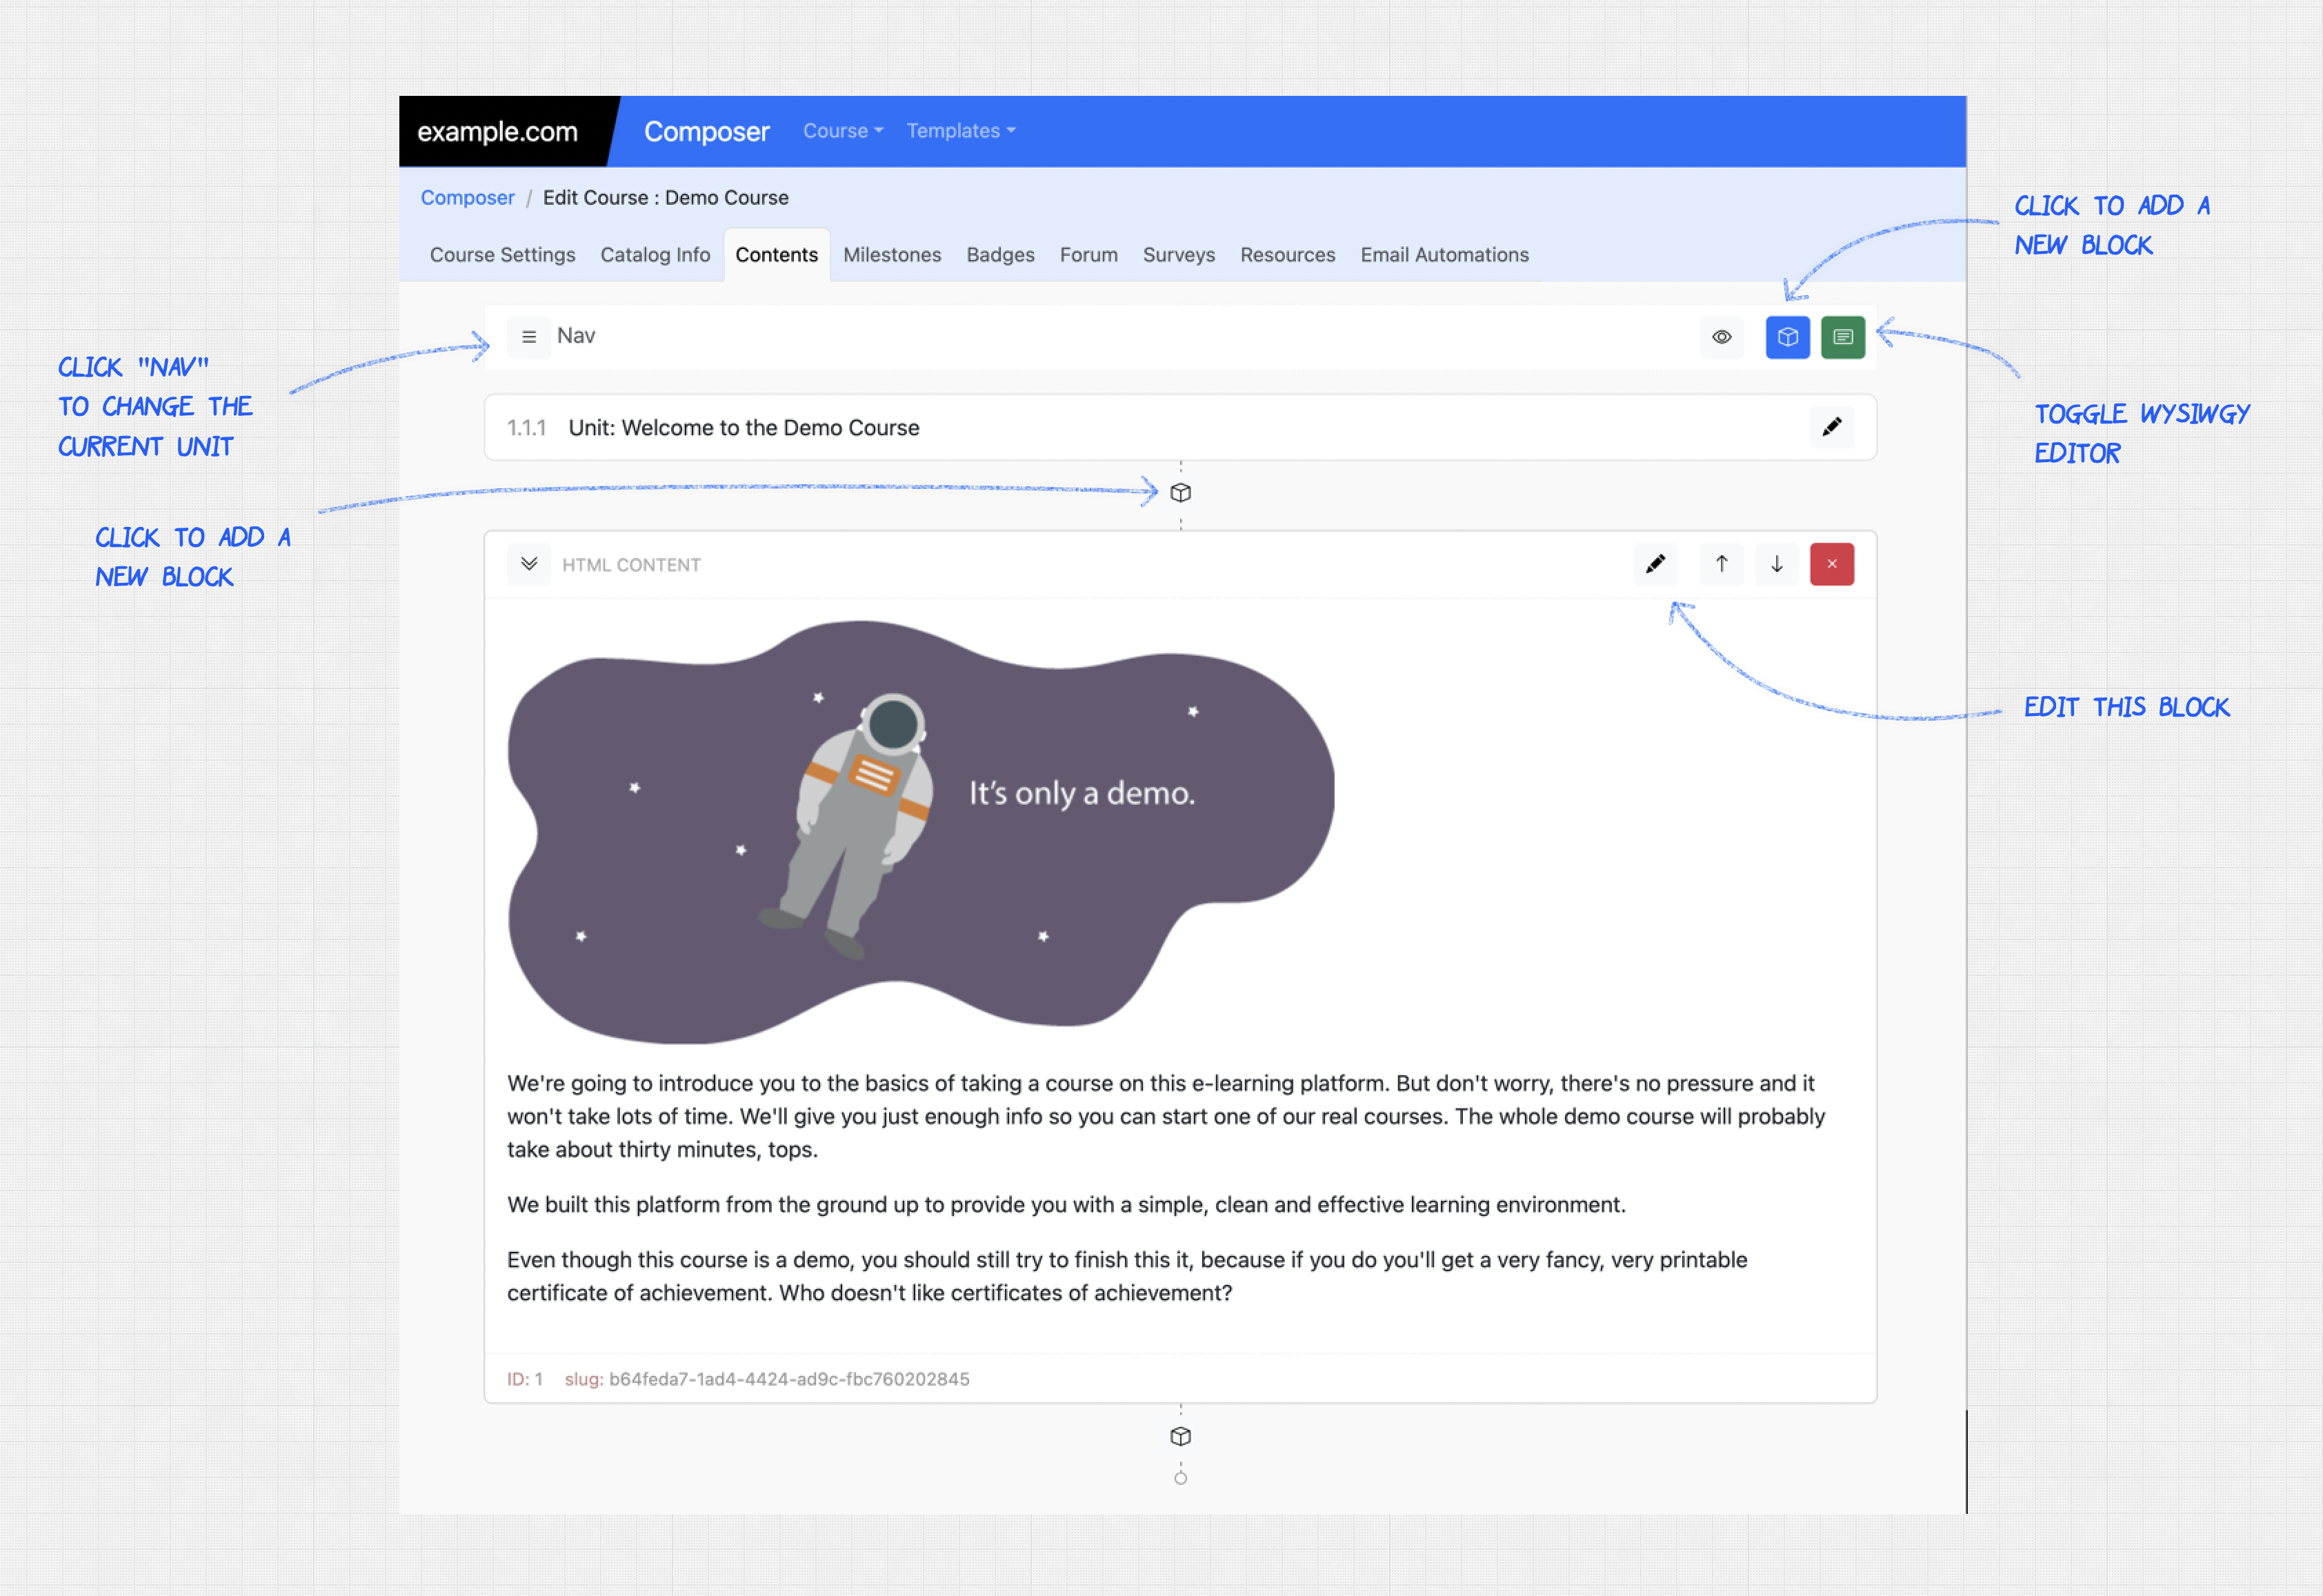 example.com Composer Course Templates
Composer / Edit Course : Demo Course
CLICK TO ADD A
NEW BLOCK
Course Settings Catalog Info Contents Milestones Badges Forum Surveys Resources Email Automations
Nav
CLICK "NAV"
TO CHANGE THE
CURRENT UNIT
TOGGLE WYSIWGY
EDITOR
1.1.1 Unit: Welcome to the Demo Course
CLICK TO ADD A
NEW BLOCK
HTML CONTENT
EDIT THIS BLOCK
It's only a demo.
We're going to introduce you to the basics of taking a course on this e-learning platform. But don't worry, there's no pressure and it
won't take lots of time. We'll give you just enough info so you can start one of our real courses. The whole demo course will probably
take about thirty minutes, tops.
We built this platform from the ground up to provide you with a simple, clean and effective learning environment.
Even though this course is a demo, you should still try to finish this it, because if you do you'll get a very fancy, very printable
certificate of achievement. Who doesn't like certificates of achievement?
ID: 1 slug: b64feda7-1ad4-4424-ad9c-fbc760202845